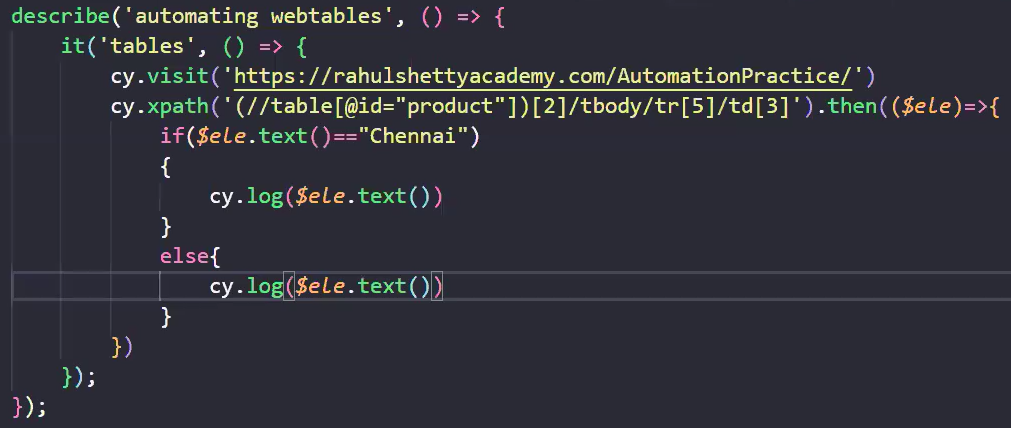 describe('automating webtables', () => {
it('tables', () => {
cy.visit('https://rahulshettyacademy.com/AutomationPractice/')
cy.xpath('(//table[@id="product"])[2]/tbody/tr[5]/td[3]').then(($ele)=>{
if($ele.text()=="Chennai")
{
cy.log($ele.text())
}
else{
cy.log($ele.text())
}
})
});
});